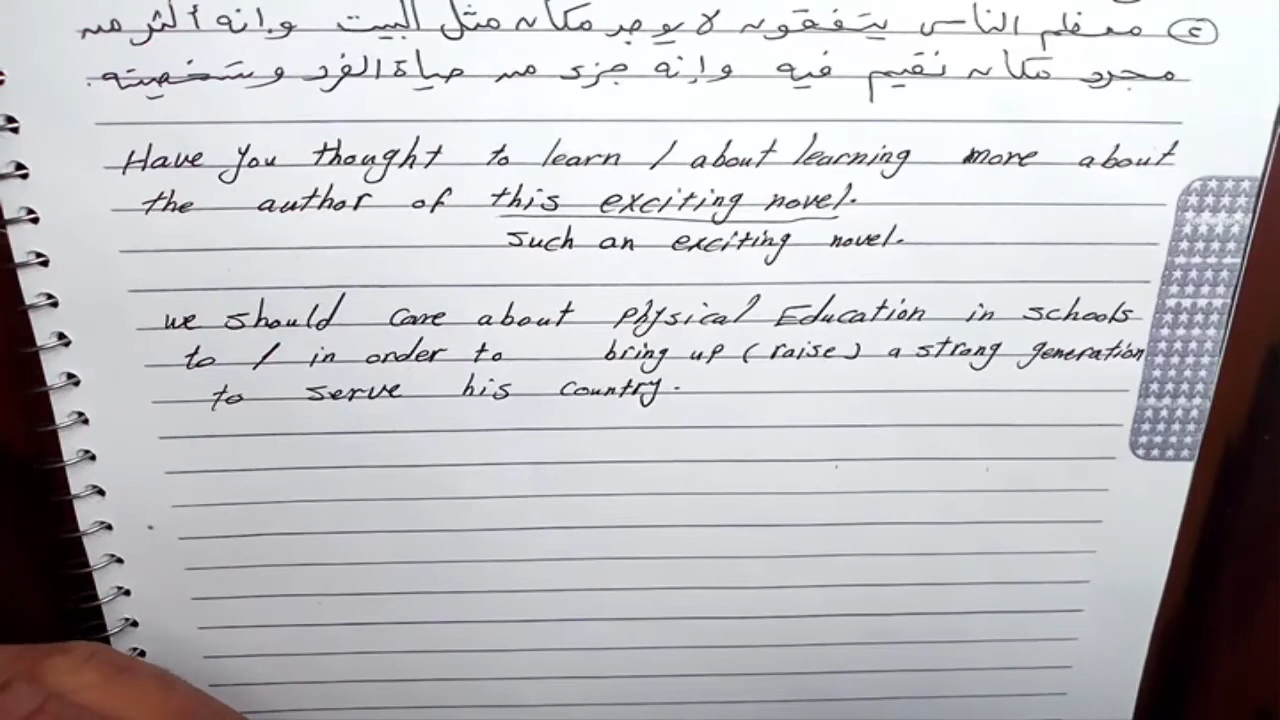 ٤ معظم الناس يتفقون لا يوجد مكان مثل البيت وإنه أكثر من
مجرد مكان نقيم فيه وإنه جزء من حياة الفرد وشخصيته.
Have you thought to learn / about learning more about
the author of this exciting novel.
such an exciting novel.
we should care about physical Education in schools
to / in order to bring up (raise) a strong generation
to serve his country.